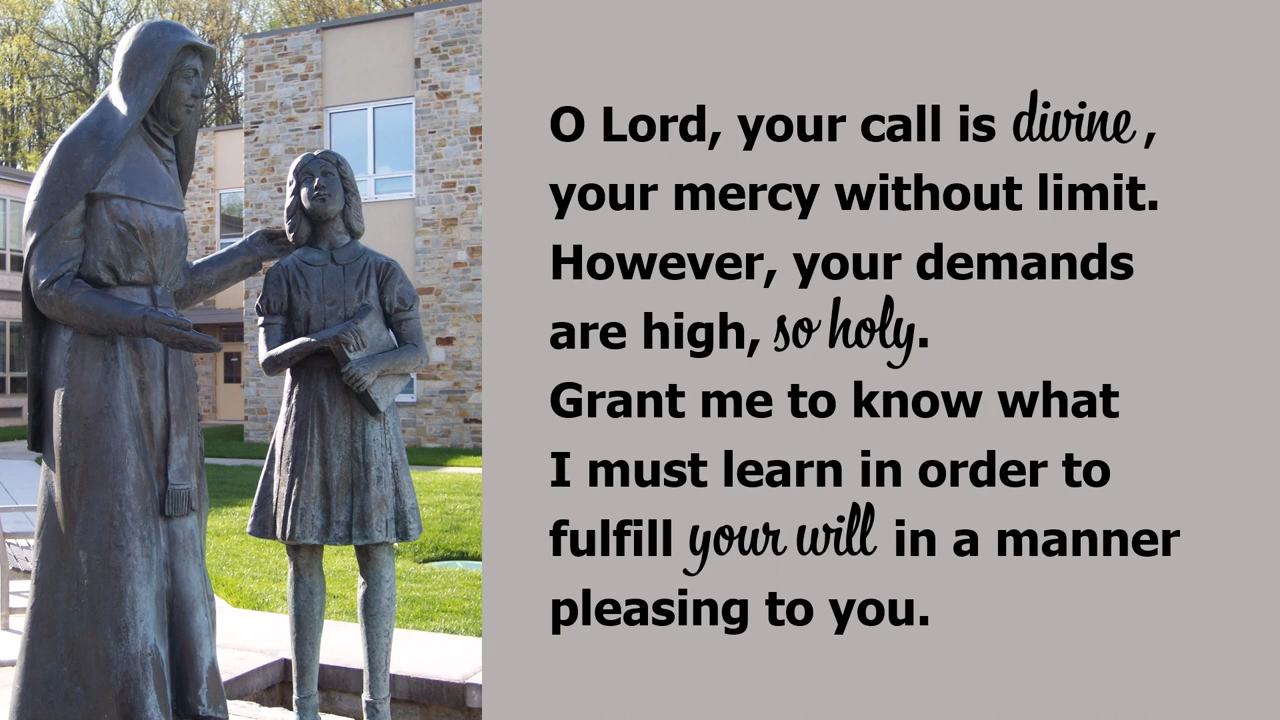 O Lord, your call is divine,
your mercy without limit.
However, your demands
are high, so holy.
Grant me to know what
I must learn in order to
fulfill your will in a manner
pleasing to you.